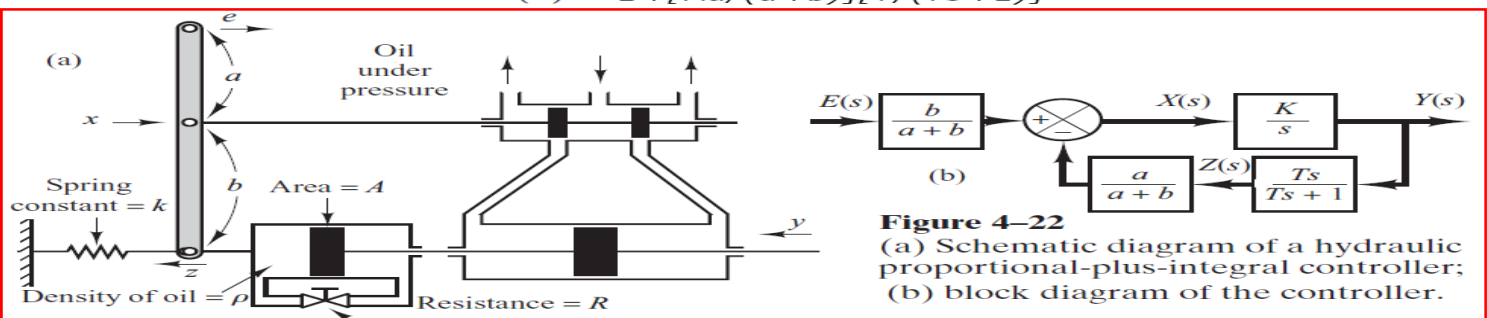 (a)
e
a
Oil
under
pressure
x
b
Spring
constant = k
Area = A
z
y
Density of oil = ρ
Resistance = R
E(s)
b
a + b
+
−
X(s)
K
s
Y(s)
(b)
a
a + b
Z(s)
Ts
Ts + 1
Figure 4–22
(a) Schematic diagram of a hydraulic
proportional-plus-integral controller;
(b) block diagram of the controller.